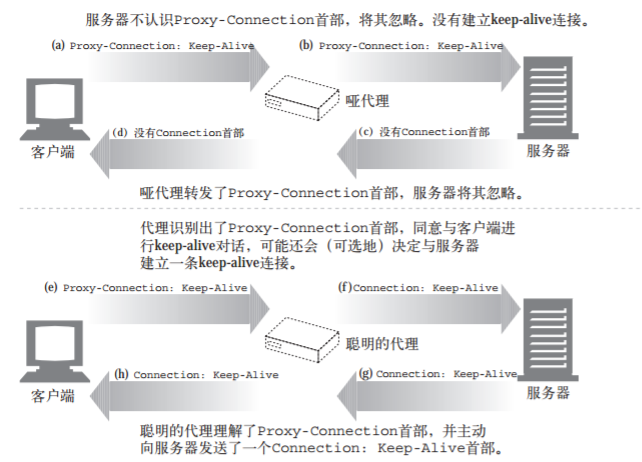 服务器不认识Proxy-Connection首部，将其忽略。没有建立keep-alive连接。
(a) Proxy-Connection: Keep-Alive
(b) Proxy-Connection: Keep-Alive
哑代理
(d) 没有Connection首部
(c) 没有Connection首部
客户端
服务器
哑代理转发了Proxy-Connection首部，服务器将其忽略。
代理识别出了Proxy-Connection首部，同意与客户端进
行keep-alive对话，可能还会（可选地）决定与服务器
建立一条keep-alive连接。
(e) Proxy-Connection: Keep-Alive
(f)Connection: Keep-Alive
聪明的代理
(h) Connection: Keep-Alive
(g) Connection: Keep-Alive
客户端
服务器
聪明的代理理解了Proxy-Connection首部，并主动
向服务器发送了一个Connection: Keep-Alive首部。